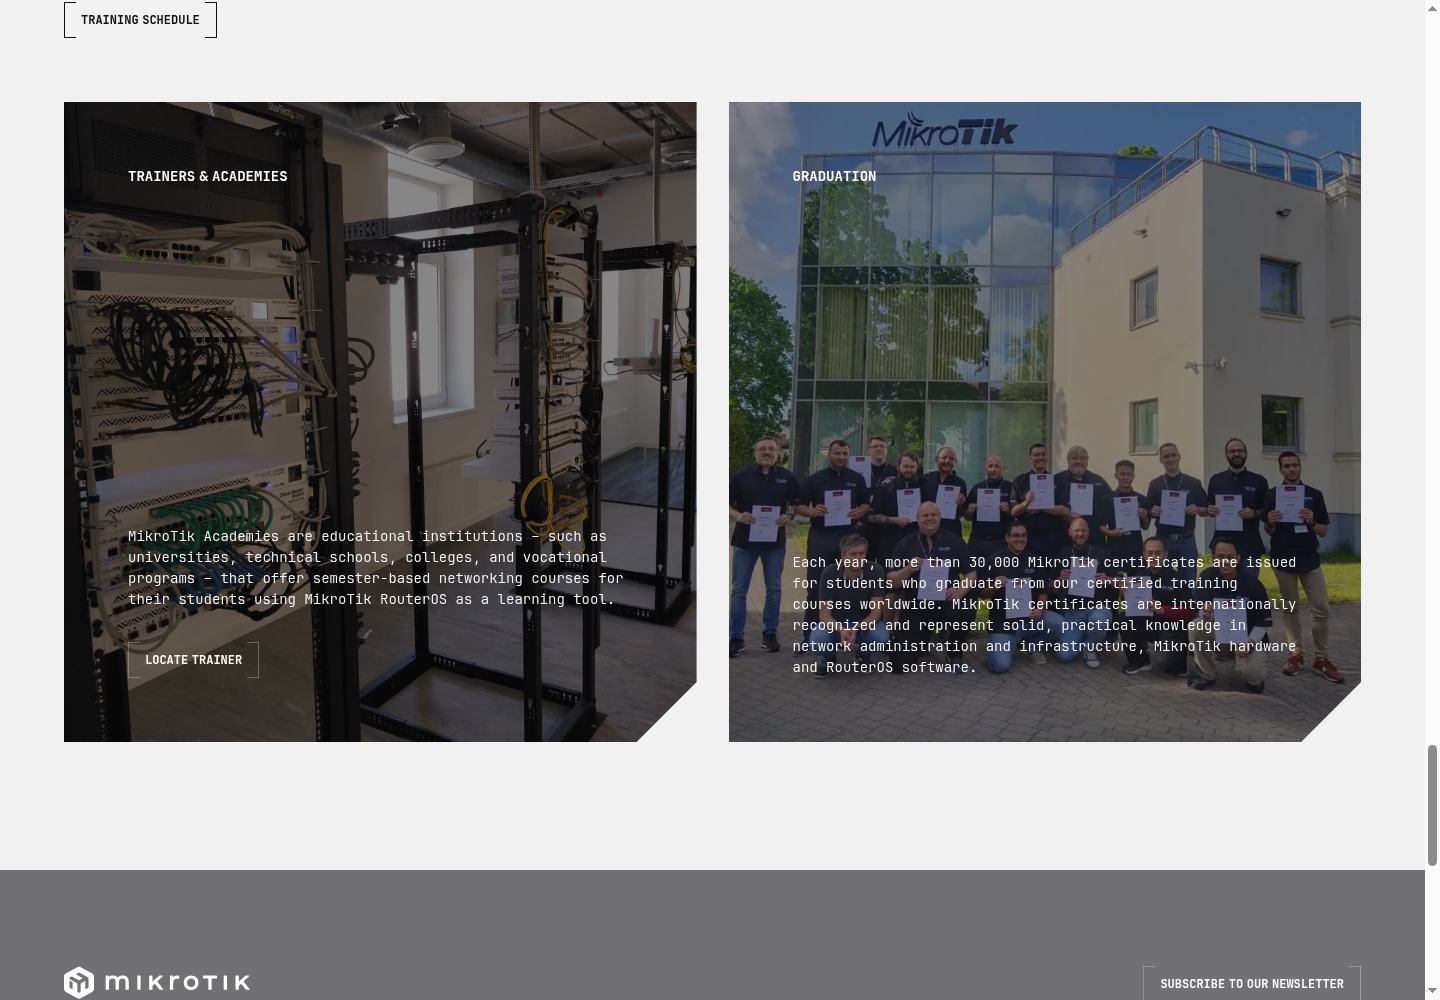 TRAINING SCHEDULE
TRAINERS & ACADEMIES
MikroTik Academies are educational institutions – such as
universities, technical schools, colleges, and vocational
programs – that offer semester-based networking courses for
their students using MikroTik RouterOS as a learning tool.
LOCATE TRAINER
MikroTik
GRADUATION
Each year, more than 30,000 MikroTik certificates are issued
for students who graduate from our certified training
courses worldwide. MikroTik certificates are internationally
recognized and represent solid, practical knowledge in
network administration and infrastructure, MikroTik hardware
and RouterOS software.
MIKROTIK
SUBSCRIBE TO OUR NEWSLETTER